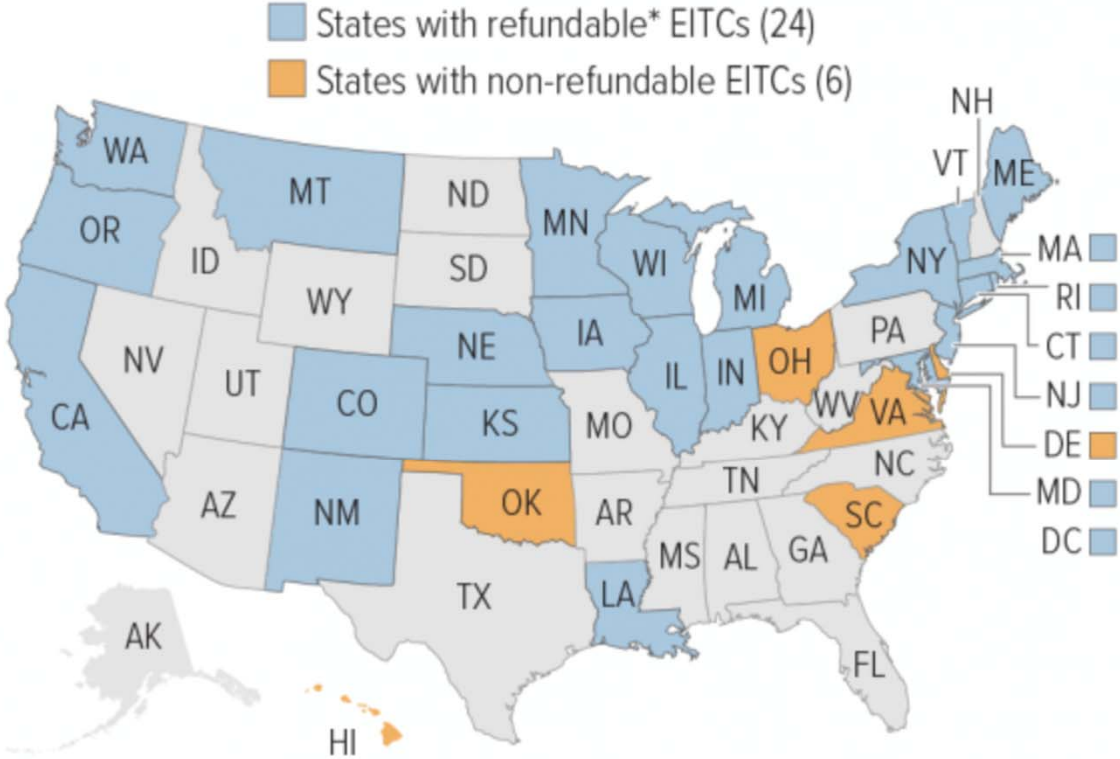 States with refundable* EITCs (24)
States with non-refundable EITCs (6)
NH
VT
WA
MT
ND
MN
ME
OR
ID
SD
WI
NY
MA
WY
MI
RI
NV
UT
NE
IA
PA
CT
CA
CO
KS
IL
IN
OH
NJ
MO
KY
WV
VA
DE
AZ
NM
OK
AR
TN
NC
MD
MS
AL
GA
SC
DC
TX
LA
AK
FL
HI